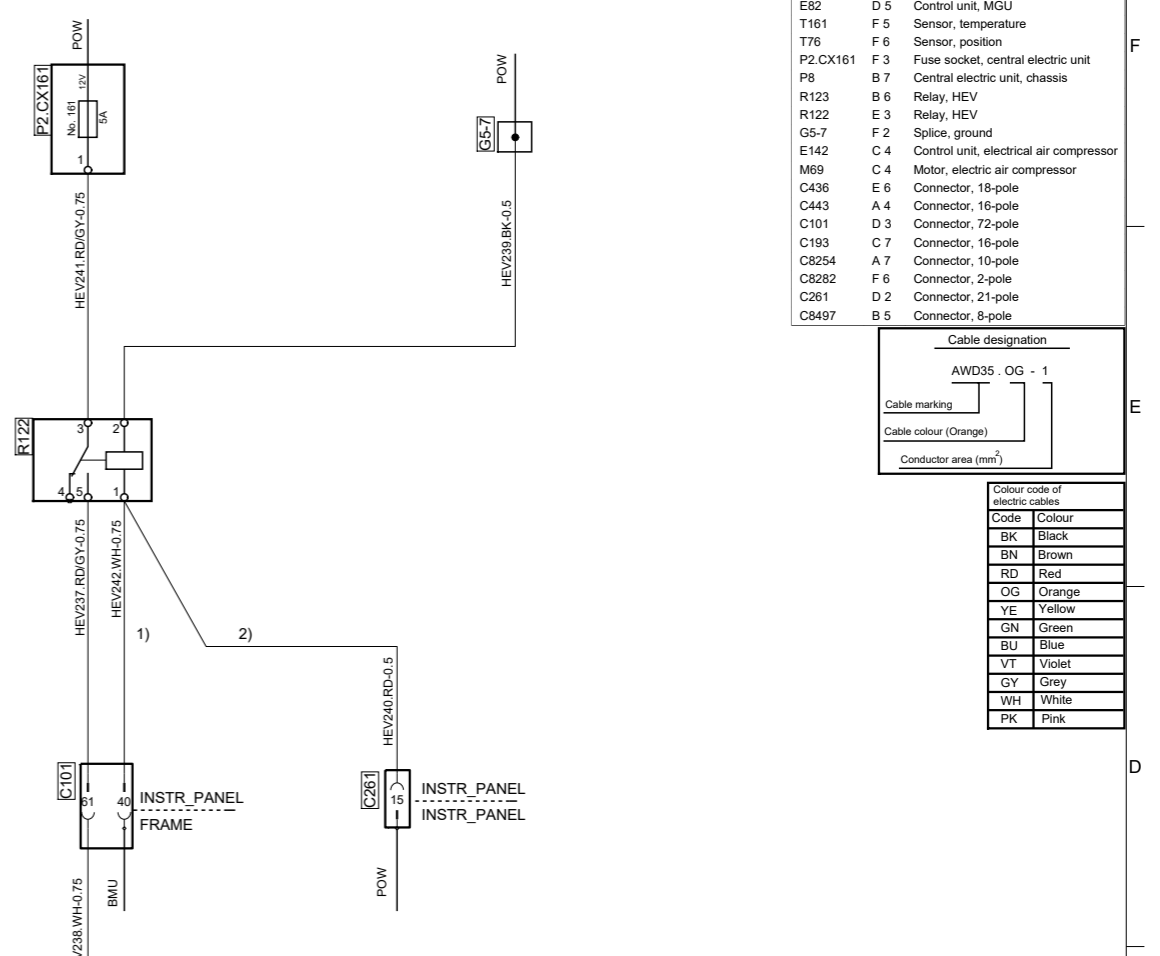 POW
P2.CX161
12V
No. 161
5A
1
HEV241.RD/GY-0.75
POW
G5-7
HEV239.BK-0.5
R122
3
2
4
5
1
HEV237.RD/GY-0.75
HEV242.WH-0.75
1)
2)
HEV240.RD-0.5
C101
61
40
INSTR_PANEL
FRAME
C261
15
INSTR_PANEL
INSTR_PANEL
BMU
POW
V238.WH-0.75
E82 D 5 Control unit, MGU
T161 F 5 Sensor, temperature
T76 F 6 Sensor, position
P2.CX161 F 3 Fuse socket, central electric unit
P8 B 7 Central electric unit, chassis
R123 B 6 Relay, HEV
R122 E 3 Relay, HEV
G5-7 F 2 Splice, ground
E142 C 4 Control unit, electrical air compressor
M69 C 4 Motor, electric air compressor
C436 E 6 Connector, 18-pole
C443 A 4 Connector, 16-pole
C101 D 3 Connector, 72-pole
C193 C 7 Connector, 16-pole
C8254 A 7 Connector, 10-pole
C8282 F 6 Connector, 2-pole
C261 D 2 Connector, 21-pole
C8497 B 5 Connector, 8-pole
F
Cable designation
AWD35 . OG - 1
Cable marking
Cable colour (Orange)
Conductor area (mm²)
E
Colour code of
electric cables
Code Colour
BK Black
BN Brown
RD Red
OG Orange
YE Yellow
GN Green
BU Blue
VT Violet
GY Grey
WH White
PK Pink
D